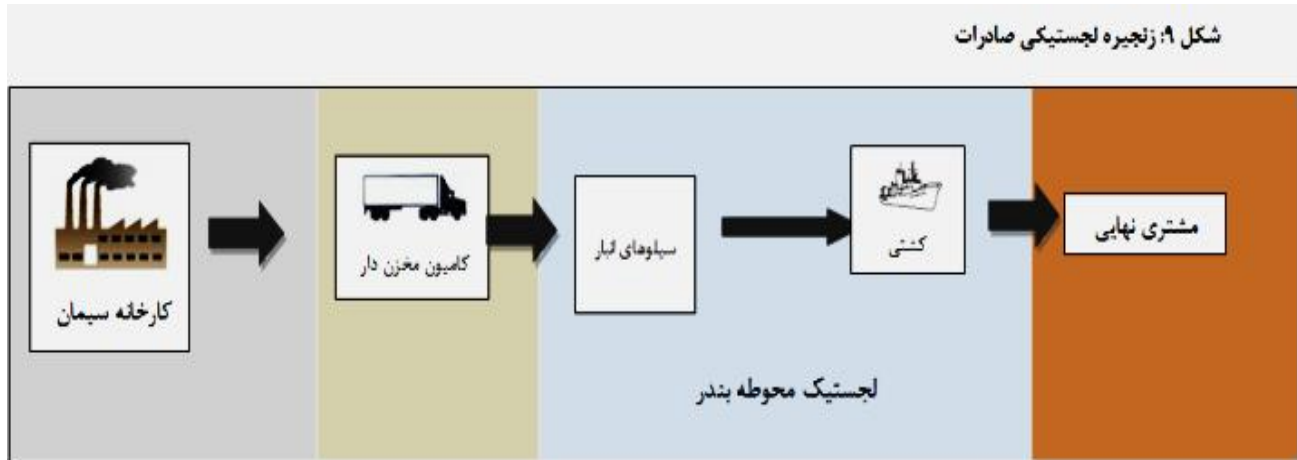 شکل ۹: زنجیره لجستیکی صادرات
کارخانه سیمان
کامیون مخزن دار
سیلوهای انبار
کشتی
مشتری نهایی
لجستیک محوطه بندر